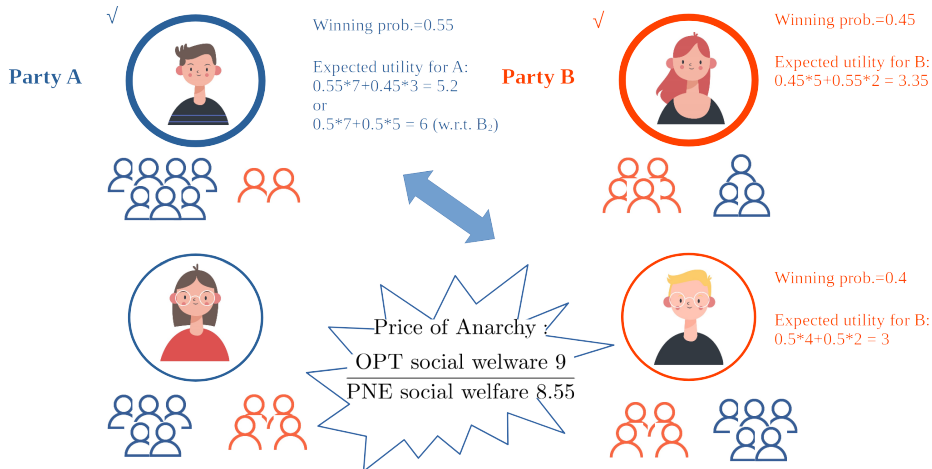 √
Party A
Winning prob.=0.55
Expected utility for A:
0.55*7+0.45*3 = 5.2
or
0.5*7+0.5*5 = 6 (w.r.t. B₂)
√
Party B
Winning prob.=0.45
Expected utility for B:
0.45*5+0.55*2 = 3.35
Price of Anarchy :
OPT social welware 9
PNE social welfare 8.55
Winning prob.=0.4
Expected utility for B:
0.5*4+0.5*2 = 3